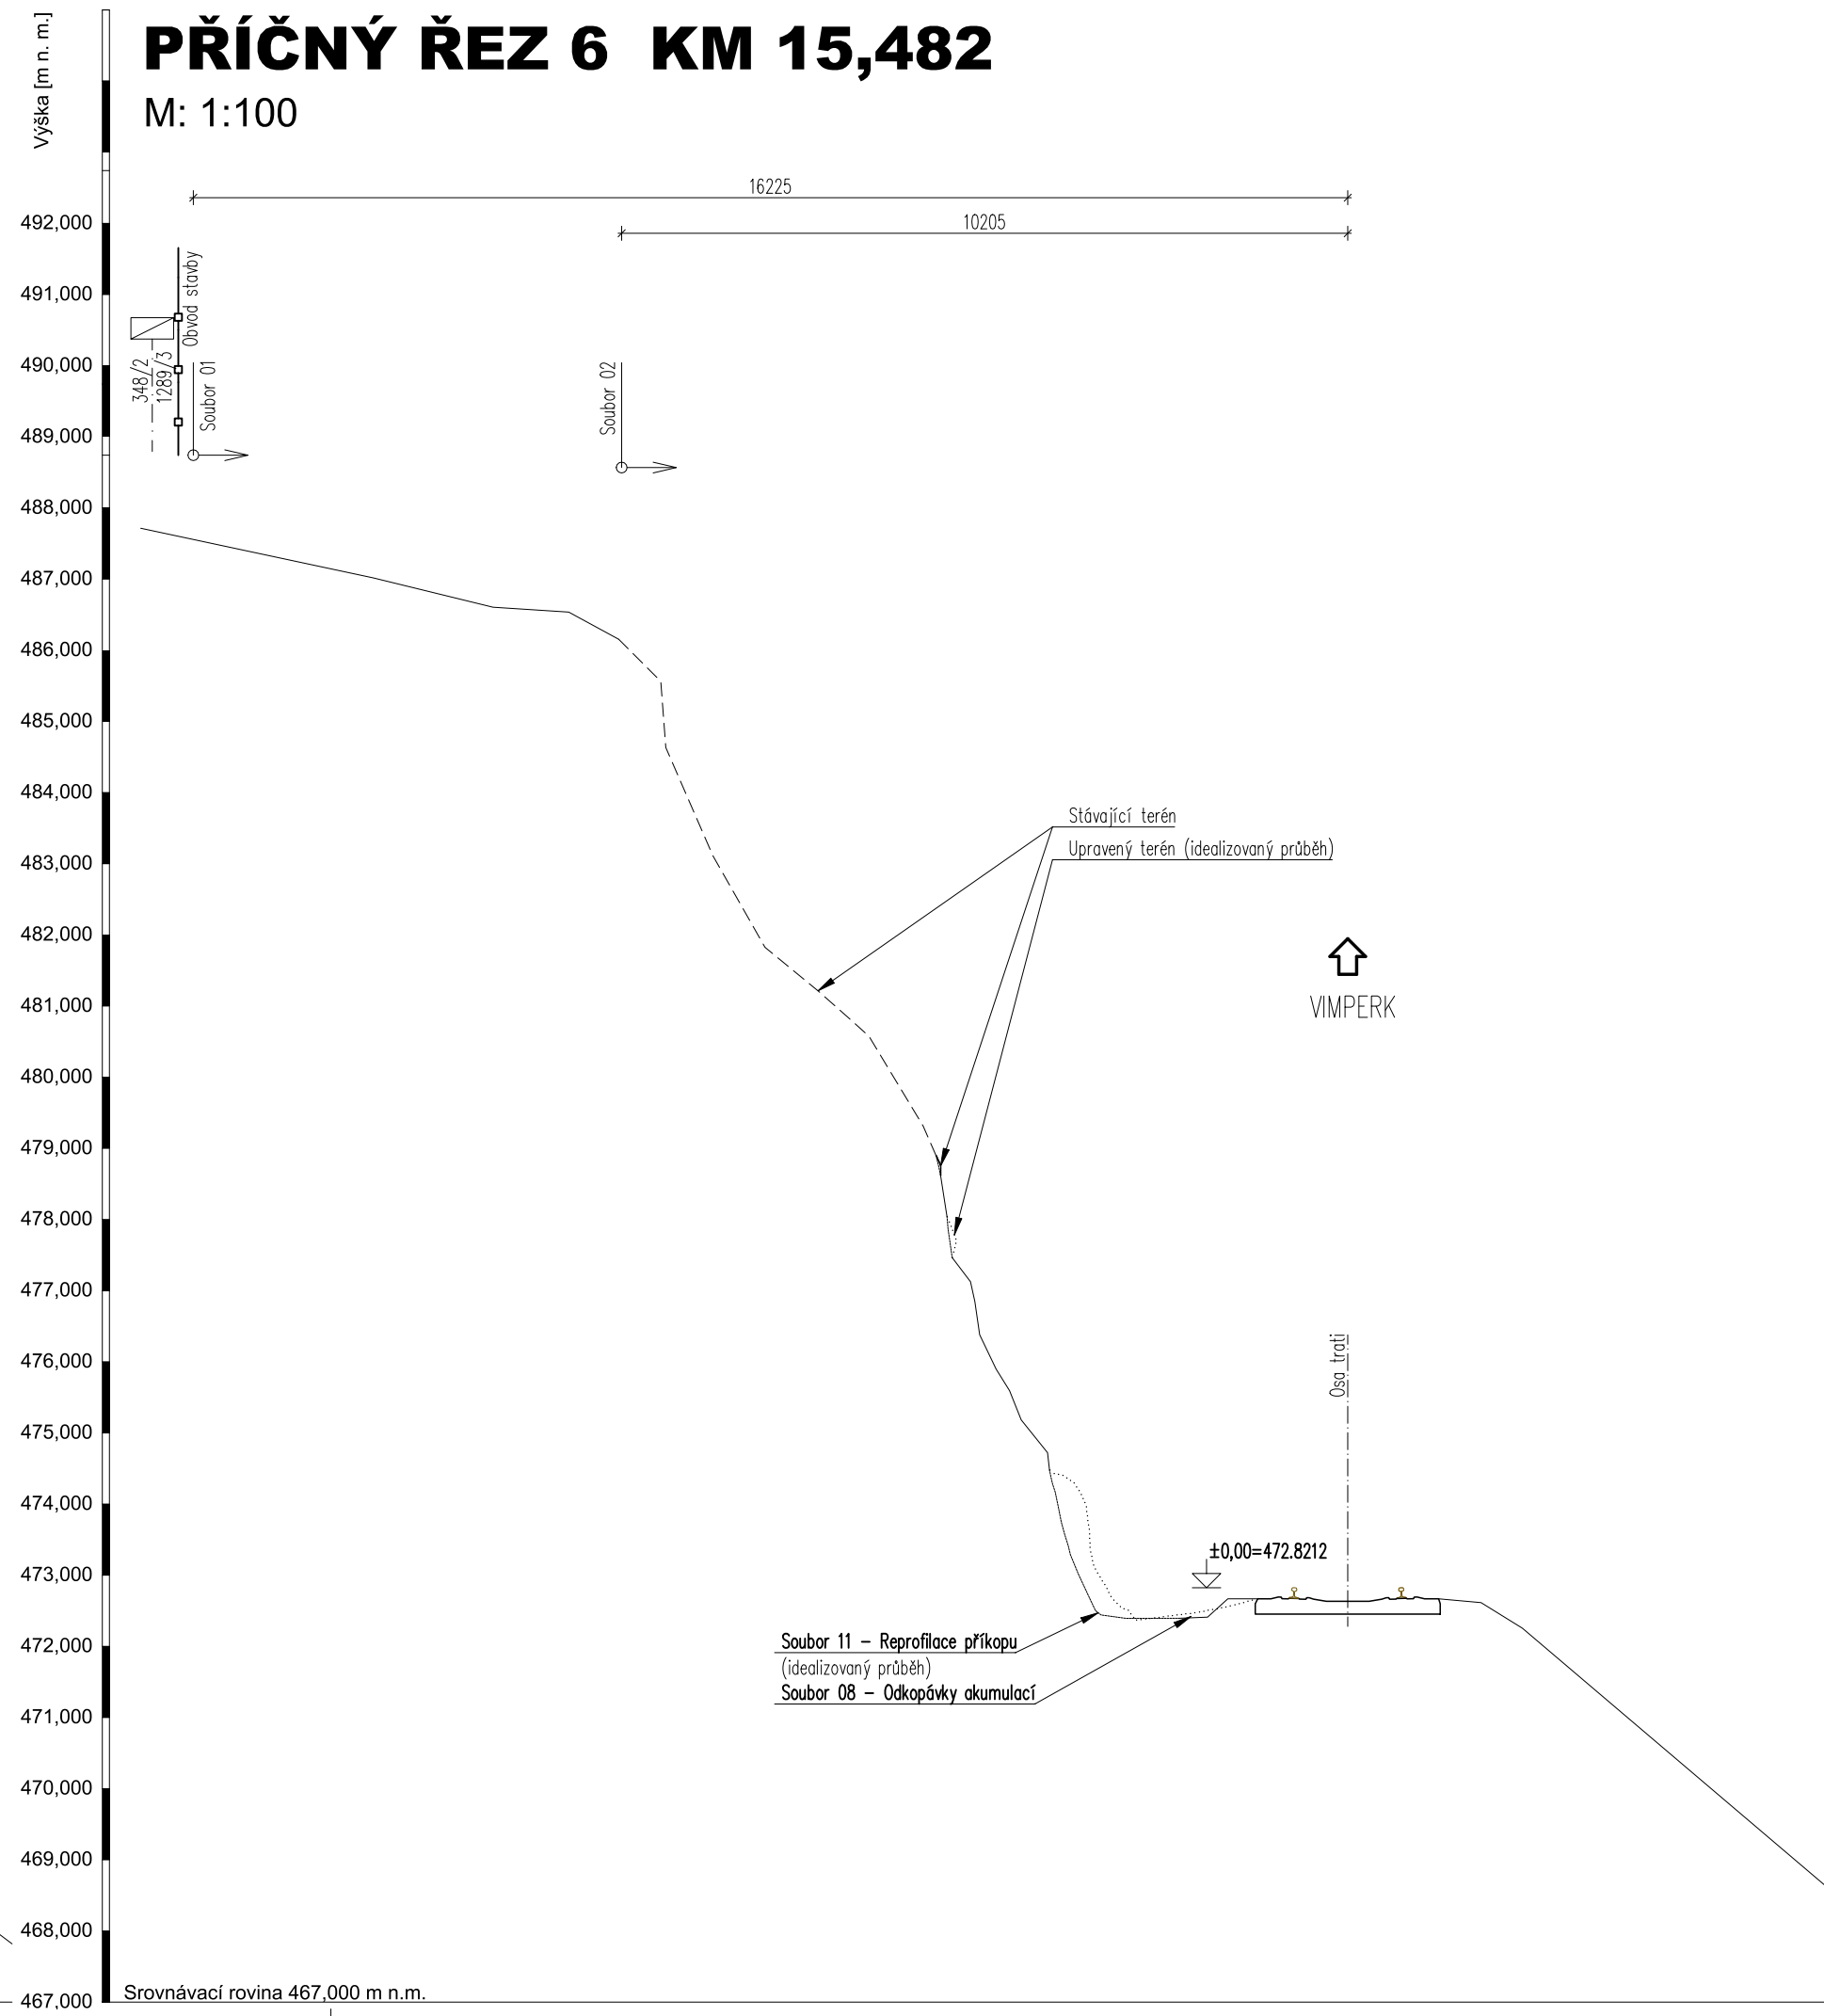 Výška [m n. m.]
PŘÍČNÝ ŘEZ 6 KM 15,482
M: 1:100
16225
10205
492,000
491,000
490,000
489,000
488,000
487,000
486,000
485,000
484,000
483,000
482,000
481,000
480,000
479,000
478,000
477,000
476,000
475,000
474,000
473,000
472,000
471,000
470,000
469,000
468,000
467,000
348/2
1289/3
Obvod stavby
Soubor 01
Soubor 02
Stávající terén
Upravený terén (idealizovaný průběh)
VIMPERK
Osa trati
±0,00=472.8212
Soubor 11 – Reprofilace příkopu
(idealizovaný průběh)
Soubor 08 – Odkopávky akumulací
Srovnávací rovina 467,000 m n.m.